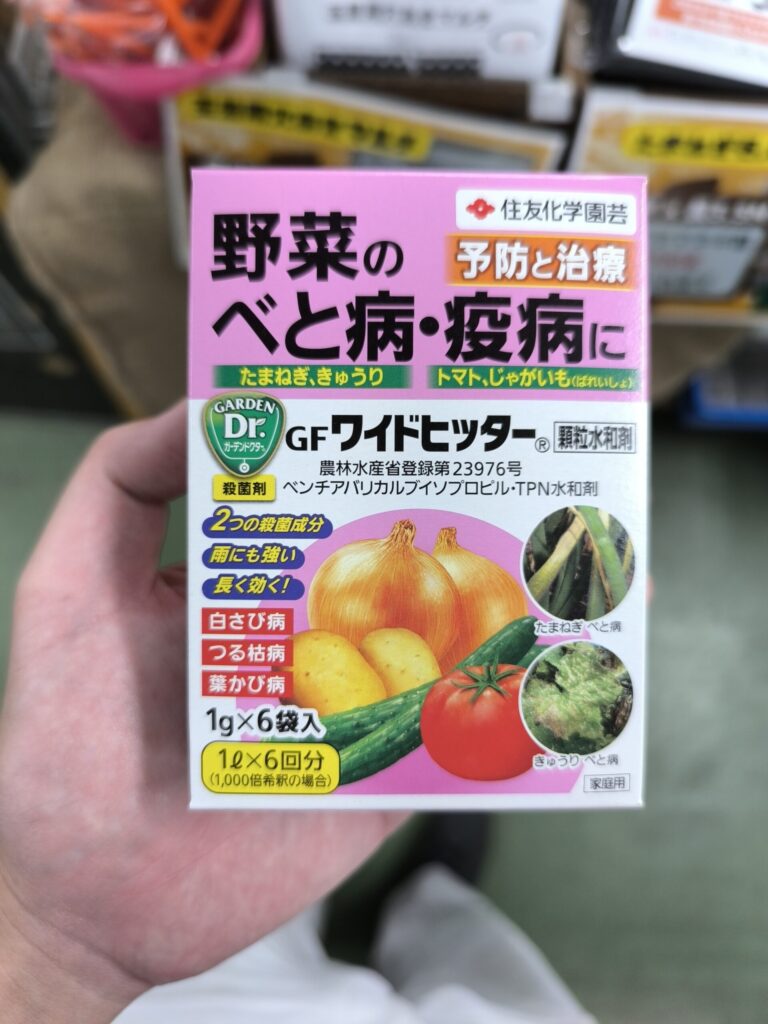 住友化学園芸
野菜の
予防と治療
べと病・疫病に
たまねぎ、きゅうり
トマト、じゃがいも(ばれいしょ)
GARDEN
Dr.
ガーデンドクター
殺菌剤
GFワイドヒッター®
顆粒水和剤
農林水産省登録第23976号
ベンチアバリカルブイソプロピル・TPN水和剤
2つの殺菌成分
雨にも強い
長く効く!
白さび病
つる枯病
葉かび病
たまねぎ べと病
きゅうり べと病
1g×6袋入
1ℓ×6回分
(1,000倍希釈の場合)
家庭用